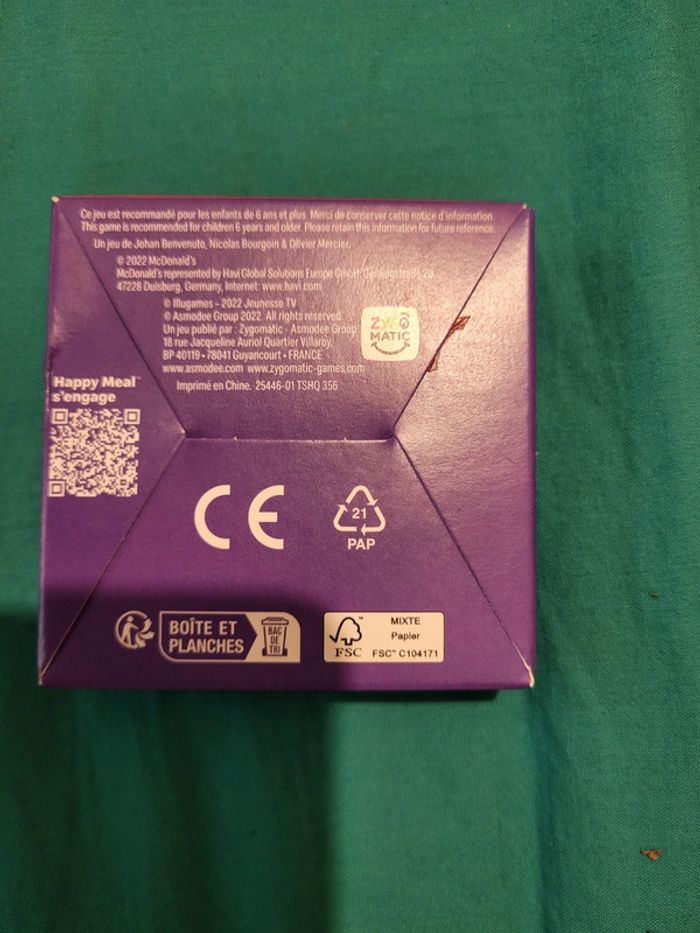 Ce jeu est recommandé pour les enfants de 6 ans et plus. Merci de conserver cette notice d'information.
This game is recommended for children 6 years and older. Please retain this information for future reference.
Un jeu de Johan Benvenuto, Nicolas Bourgoin & Olivier Mercier.
© 2022 McDonald's
McDonald's represented by Havi Global Solutions Europe GmbH, 20
47228 Duisburg, Germany, Internet: www.havi.com
© Illugames – 2022 Jeunesse TV
© Asmodee Group 2022. All rights reserved.
Un jeu publié par : Zygomatic - Asmodee Group
18 rue Jacqueline Auriol Quartier Villaroy,
BP 40119 • 78041 Guyancourt • FRANCE
www.asmodee.com • www.zygomatic-games.com
Imprimé en Chine. 25446-01 TSHQ 356
ZYGO
MATIC
Happy Meal™
s'engage
CE
21
PAP
BOÎTE ET
PLANCHES
BAC
DE
TRI
FSC™
MIXTE
Papier
FSC™ C104171